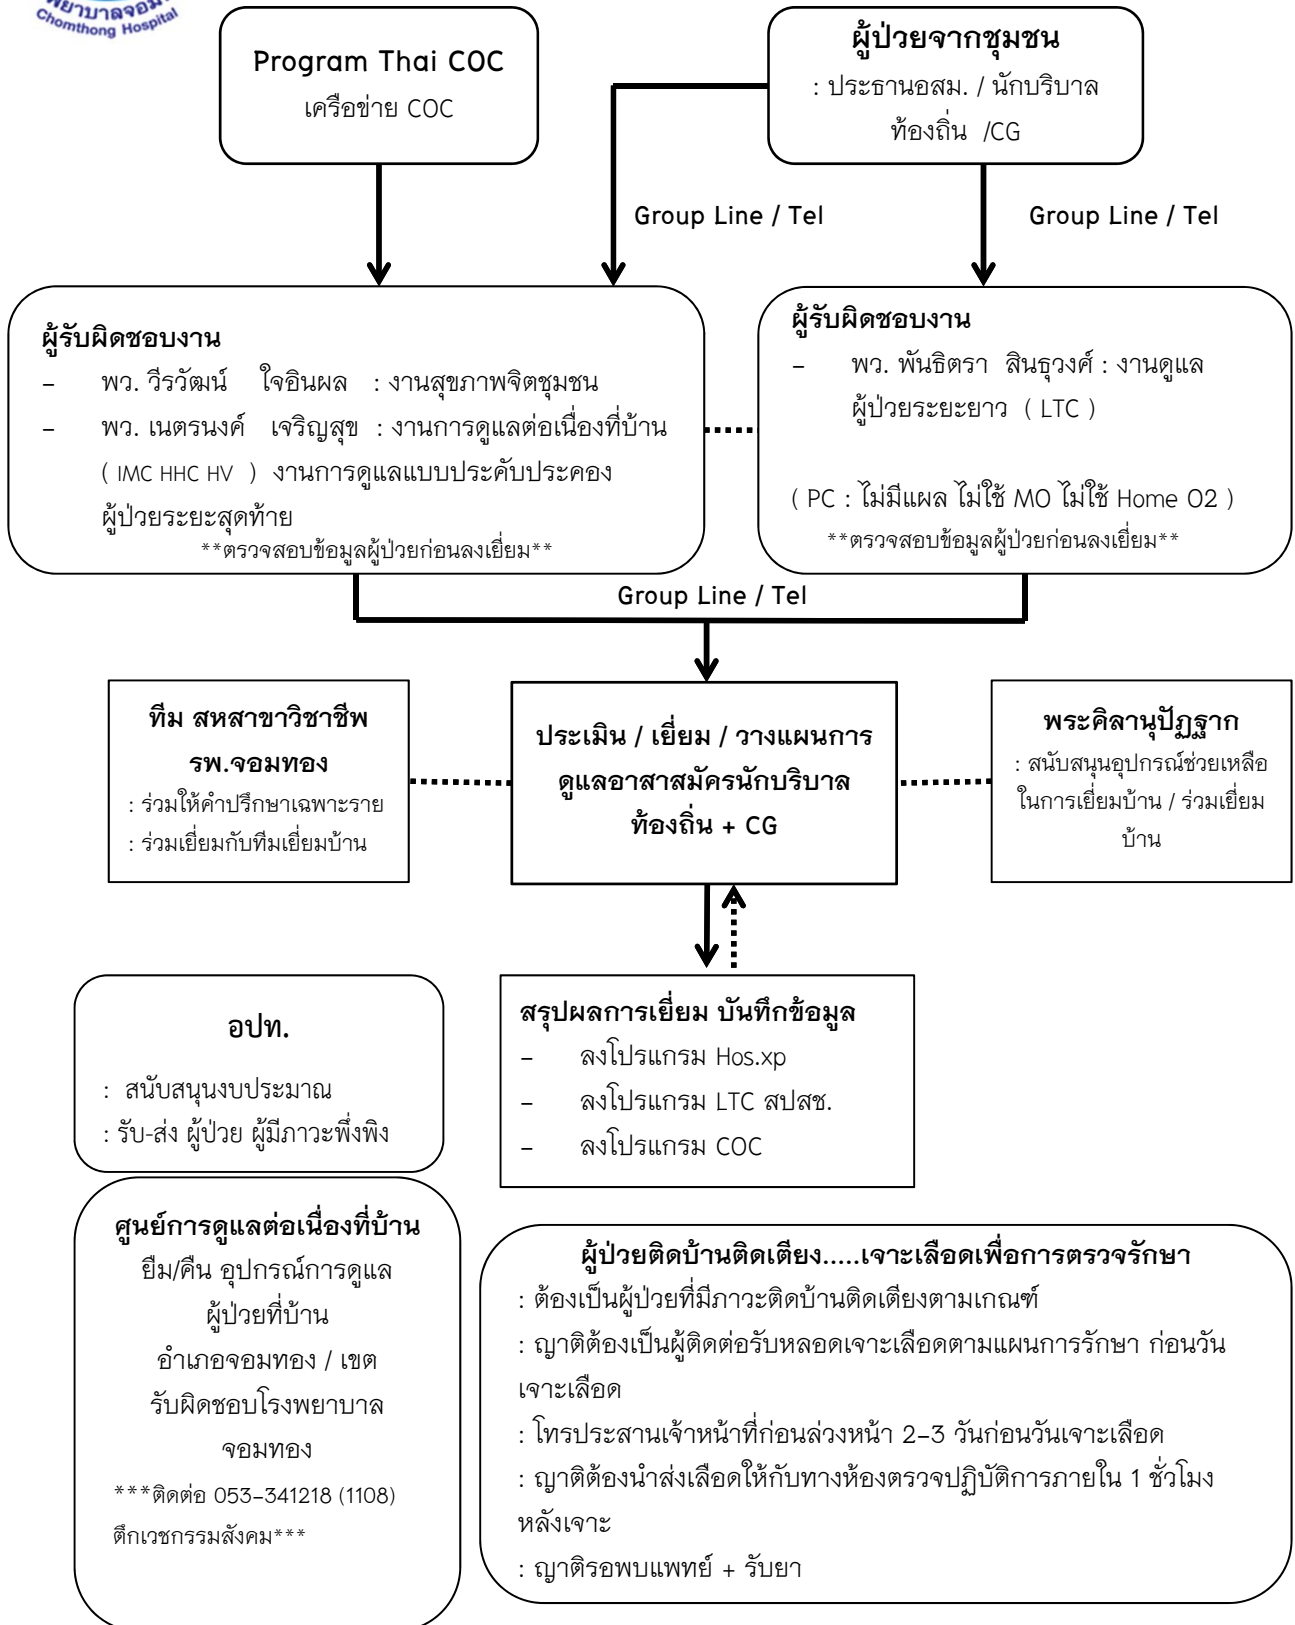 Chomthong Hospital
Program Thai COC
เครือข่าย COC
ผู้ป่วยจากชุมชน
: ประธานอสม. / นักบริบาล
ท้องถิ่น /CG
Group Line / Tel
Group Line / Tel
ผู้รับผิดชอบงาน
– พว. วีรวัฒน์ ใจอินผล : งานสุขภาพจิตชุมชน
– พว. เนตรนงค์ เจริญสุข : งานการดูแลต่อเนื่องที่บ้าน
( IMC HHC HV ) งานการดูแลแบบประคับประคอง
ผู้ป่วยระยะสุดท้าย
**ตรวจสอบข้อมูลผู้ป่วยก่อนลงเยี่ยม**
ผู้รับผิดชอบงาน
– พว. พันธิตรา สินธุวงศ์ : งานดูแล
ผู้ป่วยระยะยาว ( LTC )
( PC : ไม่มีแผล ไม่ใช้ MO ไม่ใช้ Home O2 )
**ตรวจสอบข้อมูลผู้ป่วยก่อนลงเยี่ยม**
Group Line / Tel
ทีม สหสาขาวิชาชีพ
รพ.จอมทอง
: ร่วมให้คำปรึกษาเฉพาะราย
: ร่วมเยี่ยมกับทีมเยี่ยมบ้าน
ประเมิน / เยี่ยม / วางแผนการ
ดูแลอาสาสมัครนักบริบาล
ท้องถิ่น + CG
พระคิลานุปัฏฐาก
: สนับสนุนอุปกรณ์ช่วยเหลือ
ในการเยี่ยมบ้าน / ร่วมเยี่ยม
บ้าน
อปท.
: สนับสนุนงบประมาณ
: รับ-ส่ง ผู้ป่วย ผู้มีภาวะพึ่งพิง
สรุปผลการเยี่ยม บันทึกข้อมูล
– ลงโปรแกรม Hos.xp
– ลงโปรแกรม LTC สปสช.
– ลงโปรแกรม COC
ศูนย์การดูแลต่อเนื่องที่บ้าน
ยืม/คืน อุปกรณ์การดูแล
ผู้ป่วยที่บ้าน
อำเภอจอมทอง / เขต
รับผิดชอบโรงพยาบาล
จอมทอง
***ติดต่อ 053–341218 (1108)
ตึกเวชกรรมสังคม***
ผู้ป่วยติดบ้านติดเตียง.....เจาะเลือดเพื่อการตรวจรักษา
: ต้องเป็นผู้ป่วยที่มีภาวะติดบ้านติดเตียงตามเกณฑ์
: ญาติต้องเป็นผู้ติดต่อรับหลอดเจาะเลือดตามแผนการรักษา ก่อนวัน
เจาะเลือด
: โทรประสานเจ้าหน้าที่ก่อนล่วงหน้า 2–3 วันก่อนวันเจาะเลือด
: ญาติต้องนำส่งเลือดให้กับทางห้องตรวจปฏิบัติการภายใน 1 ชั่วโมง
หลังเจาะ
: ญาติรอพบแพทย์ + รับยา